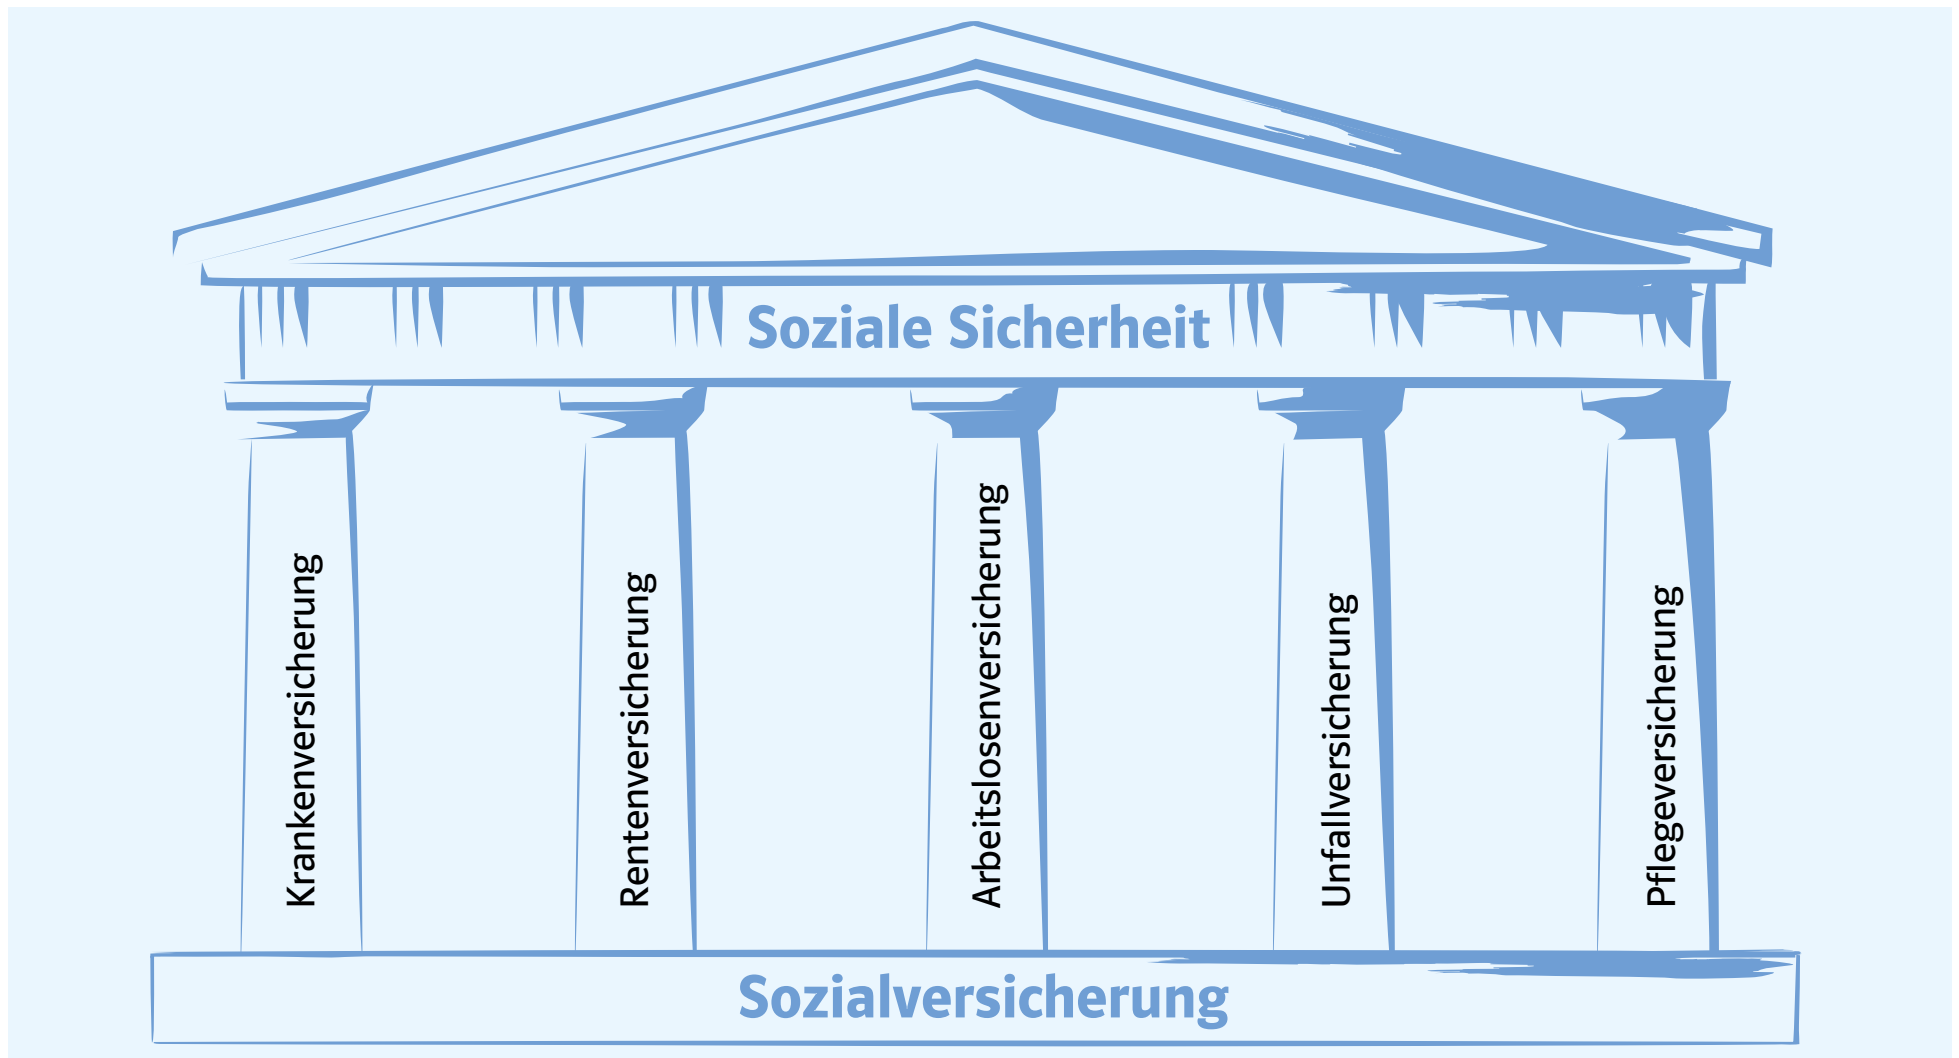 Soziale Sicherheit
Krankenversicherung
Rentenversicherung
Arbeitslosenversicherung
Unfallversicherung
Pflegeversicherung
Sozialversicherung